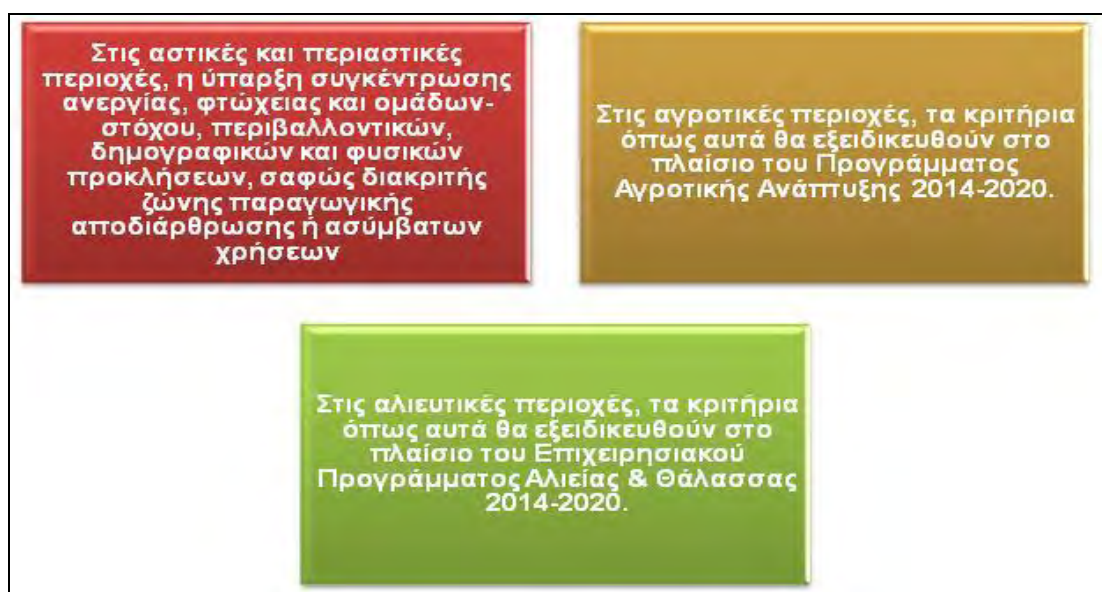 Στις αστικές και περιαστικές
περιοχές, η ύπαρξη συγκέντρωσης
ανεργίας, φτώχειας και ομάδων-
στόχου, περιβαλλοντικών,
δημογραφικών και φυσικών
προκλήσεων, σαφώς διακριτής
ζώνης παραγωγικής
αποδιάρθρωσης ή ασύμβατων
χρήσεων
Στις αγροτικές περιοχές, τα κριτήρια
όπως αυτά θα εξειδικευθούν στο
πλαίσιο του Προγράμματος
Αγροτικής Ανάπτυξης 2014-2020.
Στις αλιευτικές περιοχές, τα κριτήρια
όπως αυτά θα εξειδικευθούν στο
πλαίσιο του Επιχειρησιακού
Προγράμματος Αλιείας & Θάλασσας
2014-2020.